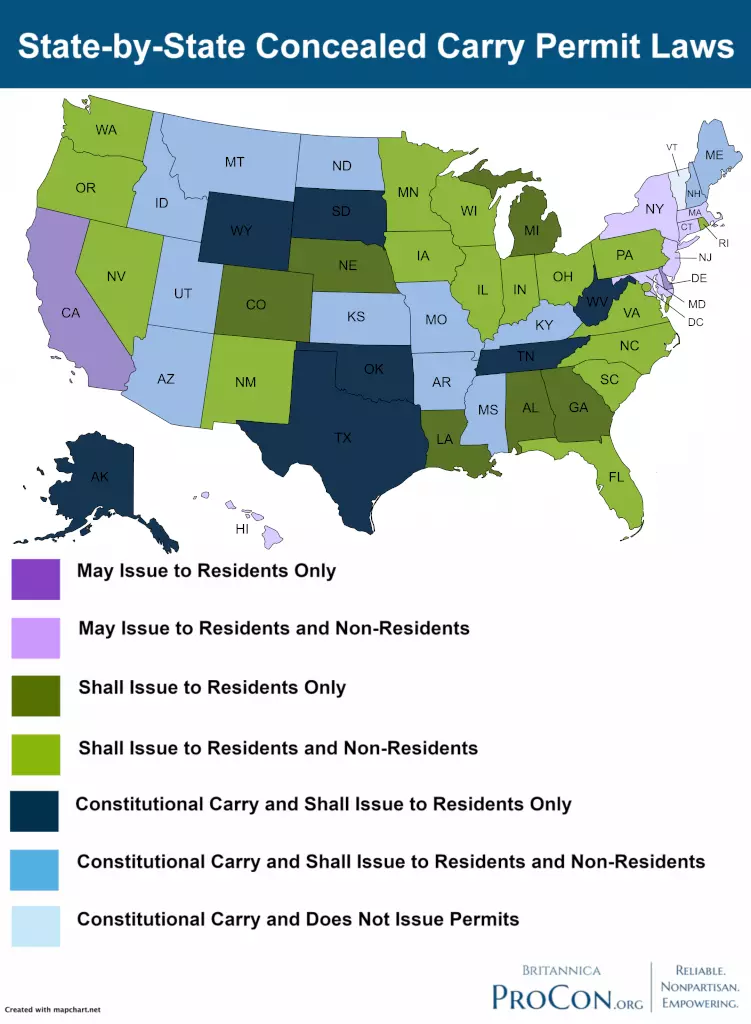 State-by-State Concealed Carry Permit Laws
WA
MT
ND
VT
ME
OR
ID
MN
NH
WY
SD
WI
NY
MA
MI
CT
RI
NV
NE
IA
PA
NJ
UT
CO
IL
IN
OH
DE
CA
KS
MO
KY
WV
VA
MD
DC
AZ
NM
OK
AR
TN
NC
SC
MS
AL
GA
TX
LA
AK
FL
HI
May Issue to Residents Only
May Issue to Residents and Non-Residents
Shall Issue to Residents Only
Shall Issue to Residents and Non-Residents
Constitutional Carry and Shall Issue to Residents Only
Constitutional Carry and Shall Issue to Residents and Non-Residents
Constitutional Carry and Does Not Issue Permits
BRITANNICA
PROCON.ORG
RELIABLE.
NONPARTISAN.
EMPOWERING.
Created with mapchart.net